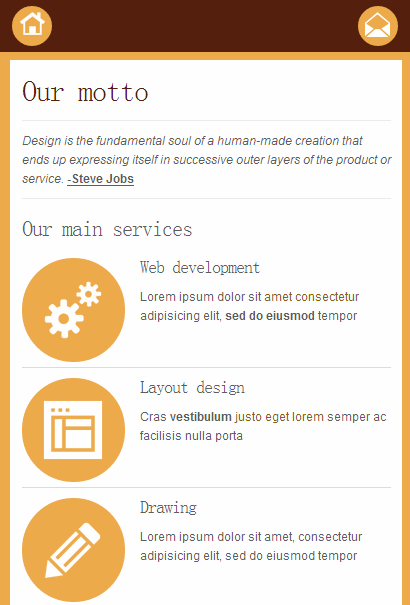 Our motto
Design is the fundamental soul of a human-made creation that
ends up expressing itself in successive outer layers of the product or
service. -Steve Jobs
Our main services
Web development
Lorem ipsum dolor sit amet consectetur
adipisicing elit, sed do eiusmod tempor
Layout design
Cras vestibulum justo eget lorem semper ac
facilisis nulla porta
Drawing
Lorem ipsum dolor sit amet, consectetur
adipisicing elit, sed do eiusmod tempor